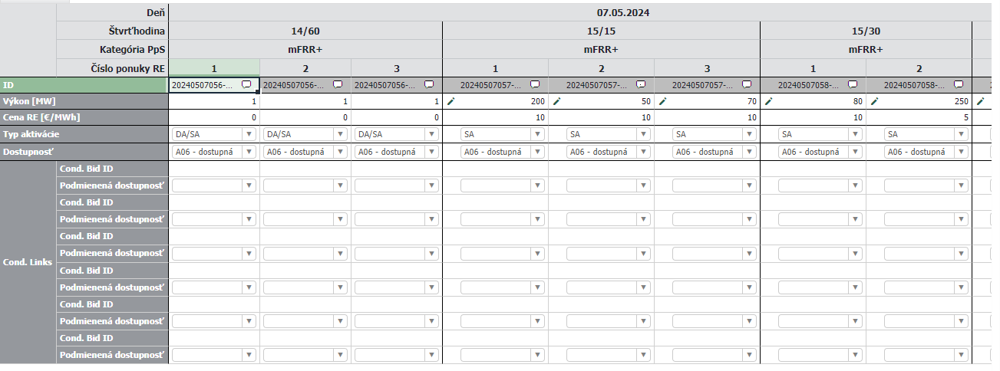 Deň 07.05.2024
Štvrťhodina 14/60 15/15 15/30
Kategória PpS mFRR+ mFRR+ mFRR+
Číslo ponuky RE 1 2 3 1 2 3 1 2
ID 20240507056-... 20240507056-... 20240507056-... 20240507057-... 20240507057-... 20240507057-... 20240507058-... 20240507058-...
Výkon [MW] 1 1 1 200 50 70 80 250
Cena RE [€/MWh] 0 0 0 10 10 10 10 5
Typ aktivácie DA/SA DA/SA DA/SA SA SA SA SA SA
Dostupnosť A06 - dostupná A06 - dostupná A06 - dostupná A06 - dostupná A06 - dostupná A06 - dostupná A06 - dostupná A06 - dostupná
Cond. Links
Cond. Bid ID
Podmienená dostupnosť
Cond. Bid ID
Podmienená dostupnosť
Cond. Bid ID
Podmienená dostupnosť
Cond. Bid ID
Podmienená dostupnosť
Cond. Bid ID
Podmienená dostupnosť
Cond. Bid ID
Podmienená dostupnosť